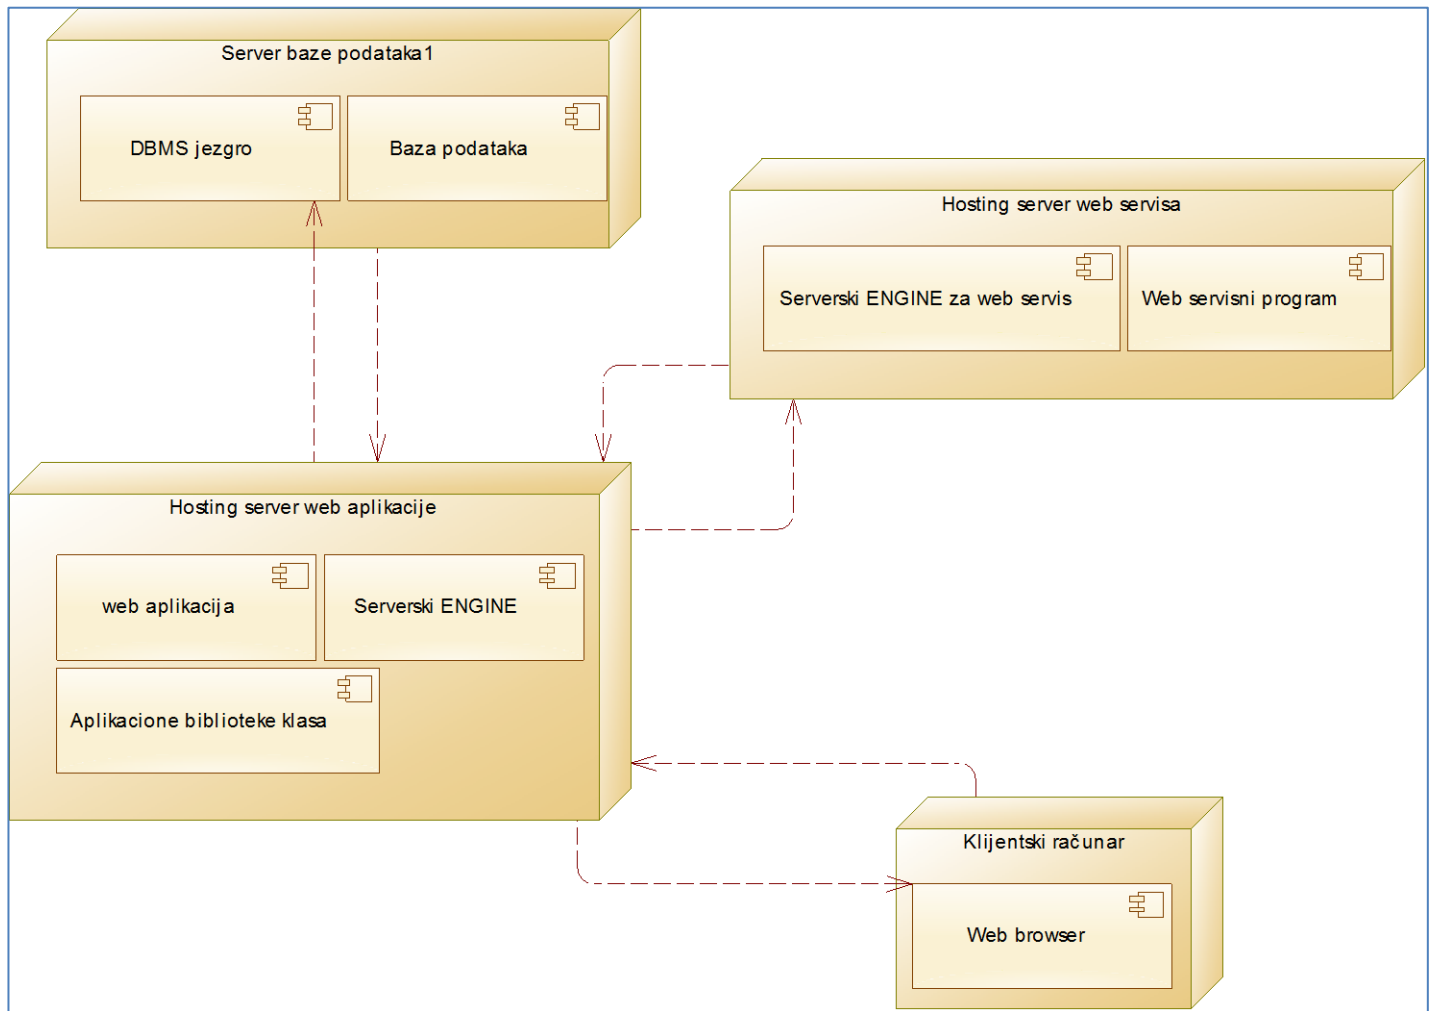 Server baze podataka1
DBMS jezgro
Baza podataka
Hosting server web servisa
Serverski ENGINE za web servis
Web servisni program
Hosting server web aplikacije
web aplikacija
Serverski ENGINE
Aplikacione biblioteke klasa
Klijentski računar
Web browser